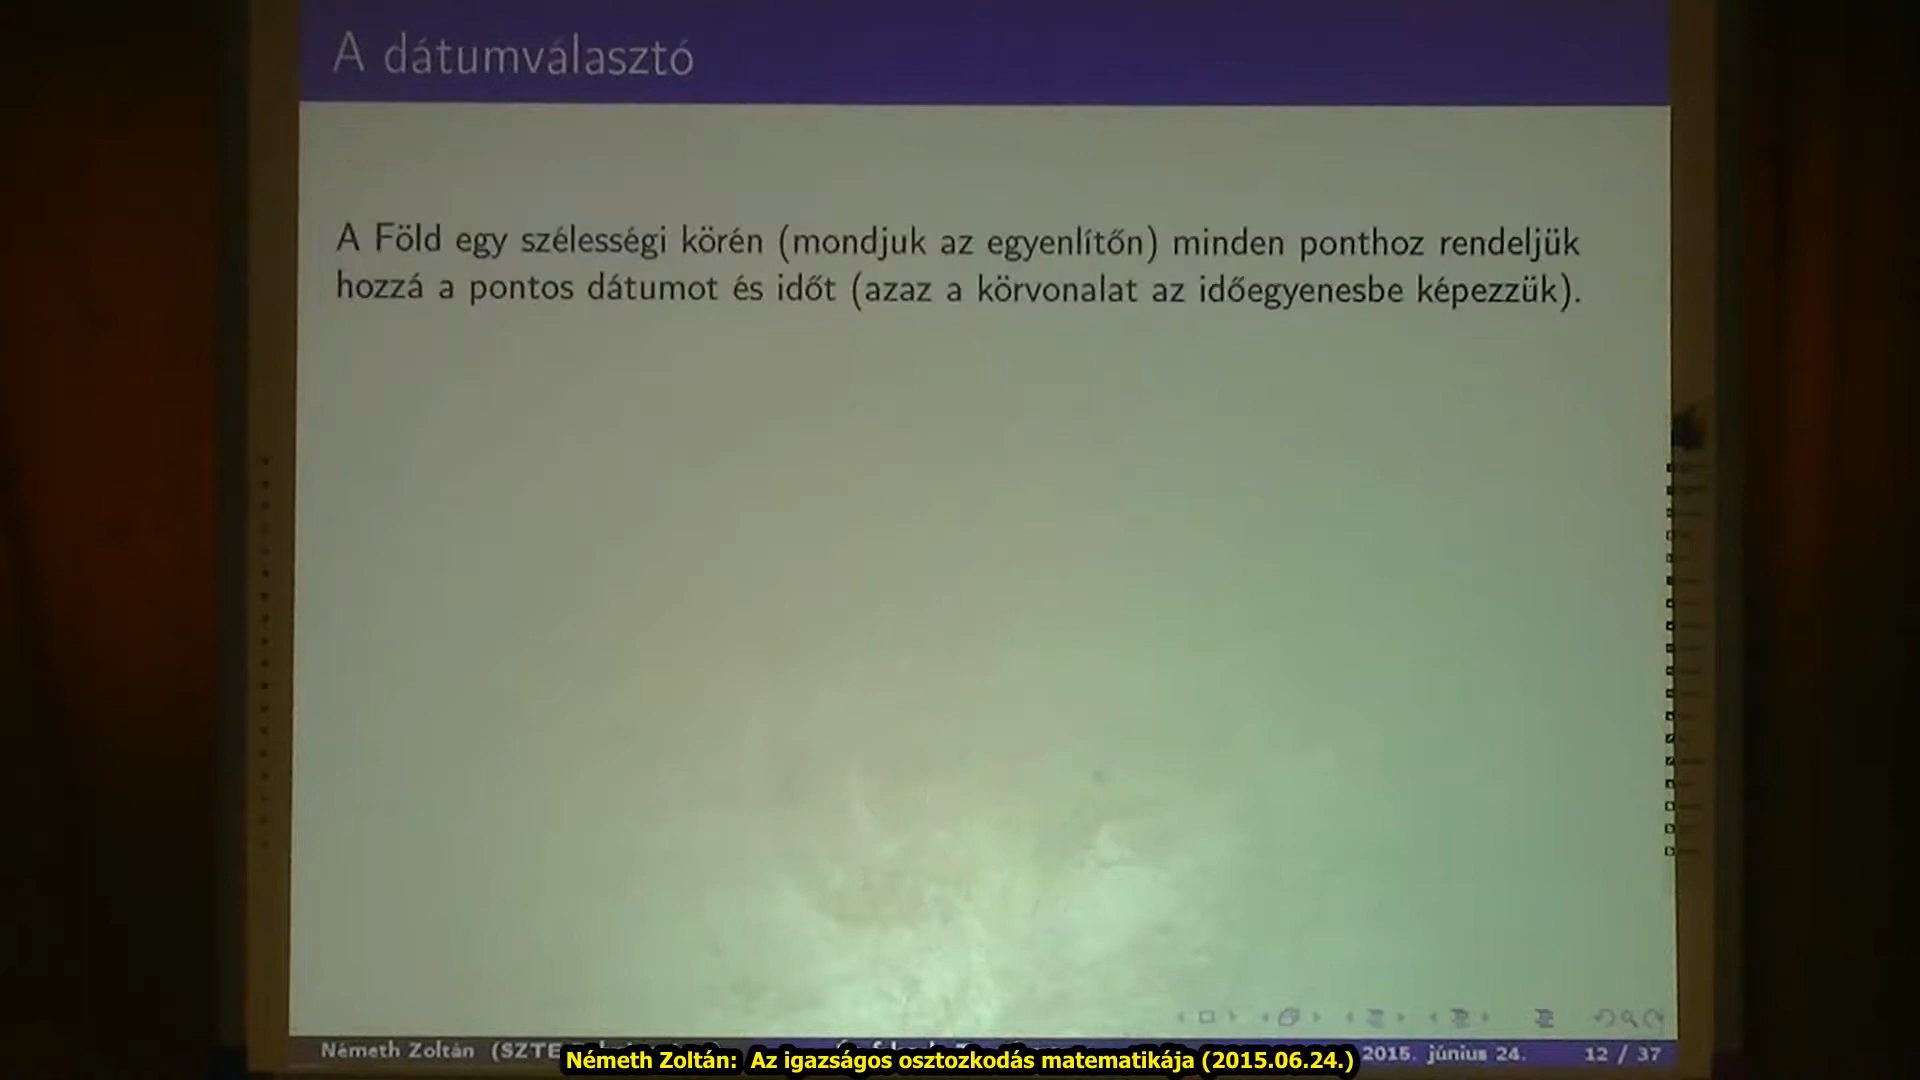 A dátumválasztó
A Föld egy szélességi körén (mondjuk az egyenlítőn) minden ponthoz rendeljük
hozzá a pontos dátumot és időt (azaz a körvonalat az időegyenesbe képezzük).
Németh Zoltán (SZTE
2015. június 24.
12 / 37
Németh Zoltán: Az igazságos osztozkodás matematikája (2015.06.24.)